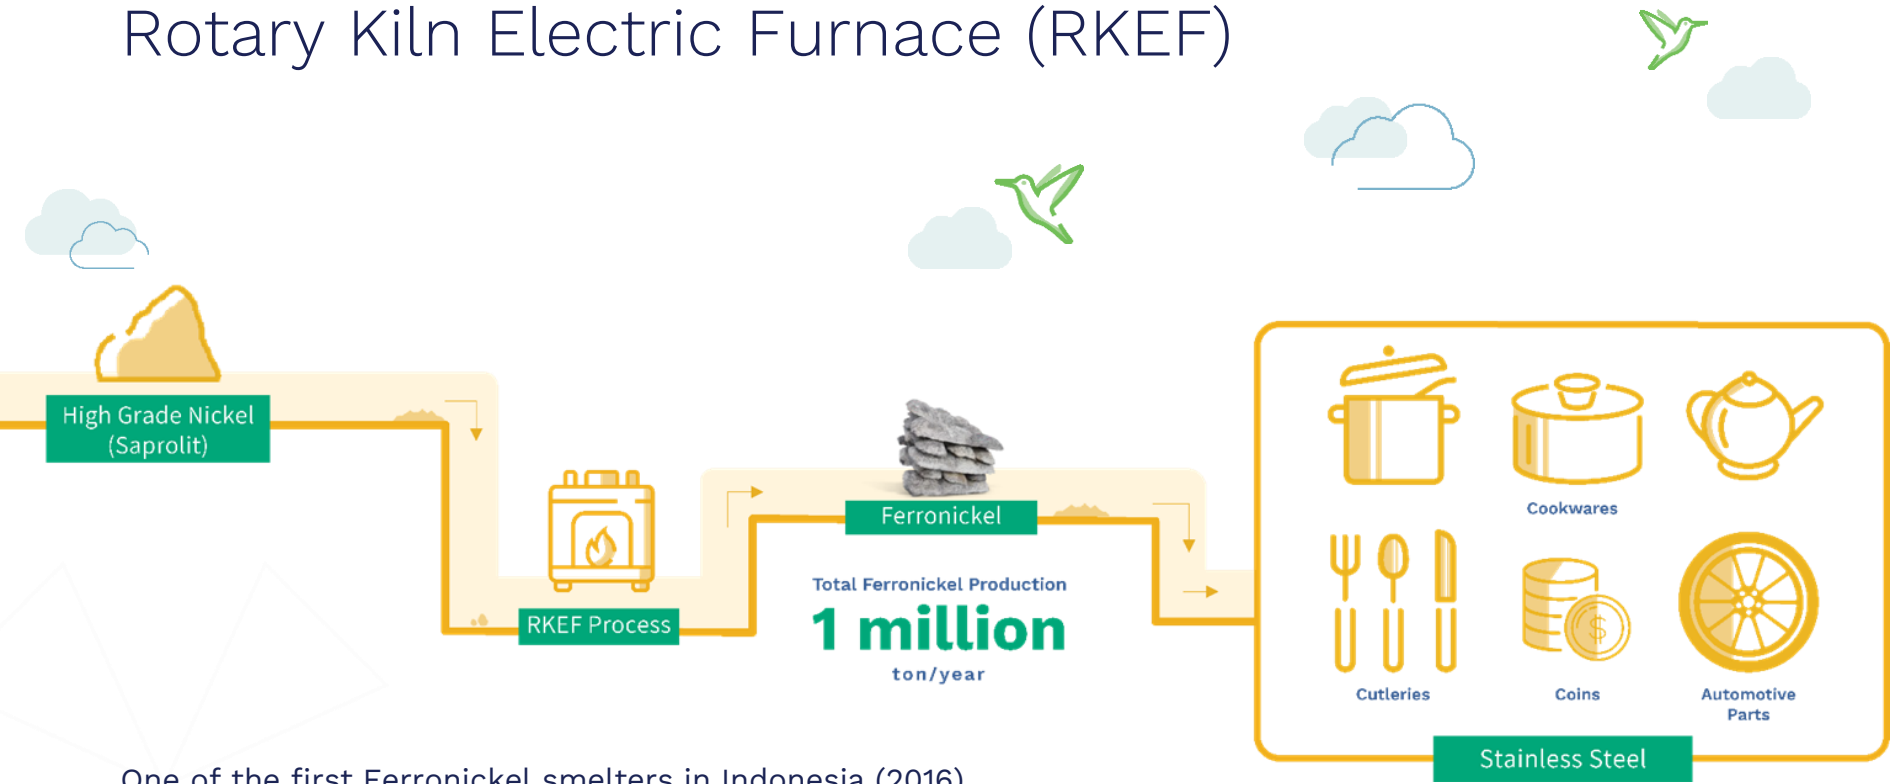 Rotary Kiln Electric Furnace (RKEF)
High Grade Nickel
(Saprolit)
RKEF Process
Ferronickel
Total Ferronickel Production
1 million
ton/year
Cookwares
Cutleries
Coins
$
Automotive
Parts
Stainless Steel
One of the first Ferronickel smelters in Indonesia (2016)